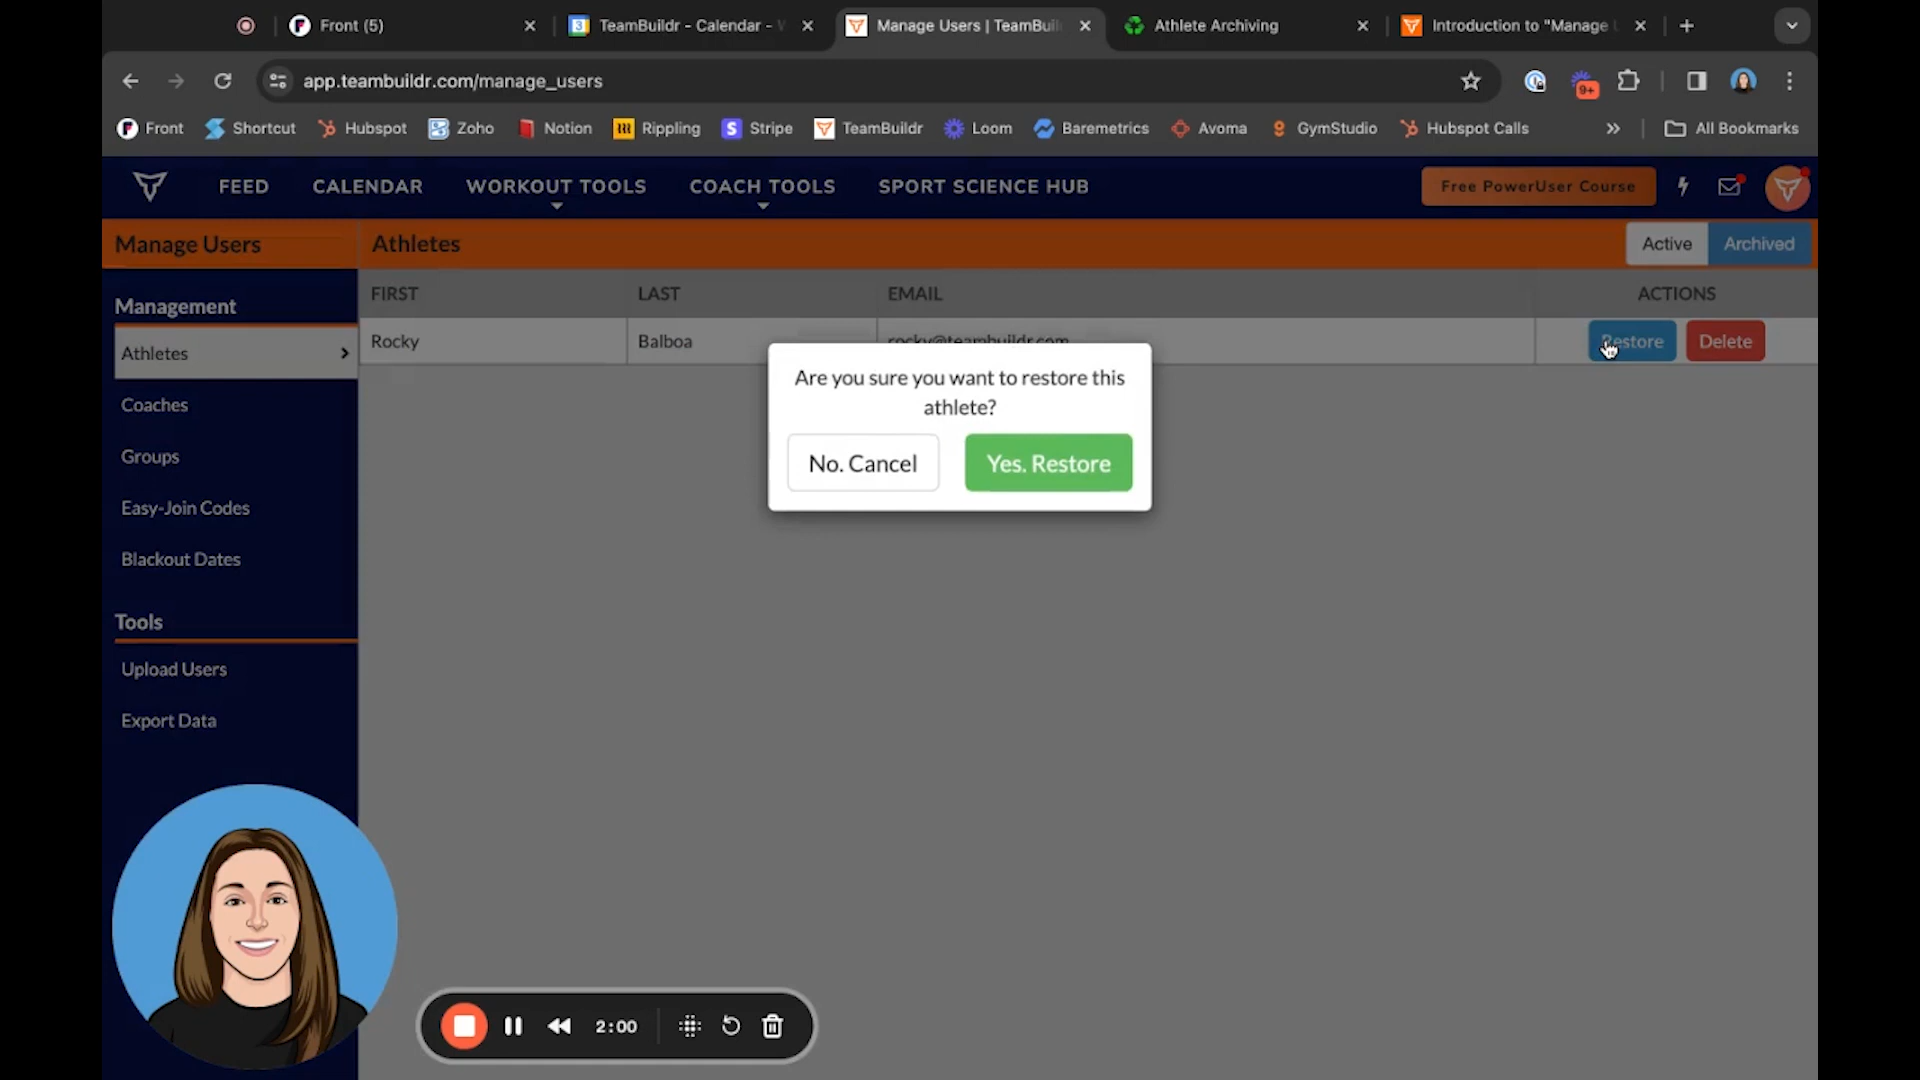 Front (5)
TeamBuildr - Calendar -
Manage Users | TeamBuil
Athlete Archiving
Introduction to "Manage
app.teambuildr.com/manage_users
9+
Front
Shortcut
Hubspot
Zoho
Notion
Rippling
Stripe
TeamBuildr
Loom
Baremetrics
Avoma
GymStudio
Hubspot Calls
All Bookmarks
FEED
CALENDAR
WORKOUT TOOLS
COACH TOOLS
SPORT SCIENCE HUB
Free PowerUser Course
Manage Users
Athletes
Active
Archived
Management
FIRST
LAST
EMAIL
ACTIONS
Athletes
Rocky
Balboa
rocky@teambuildr.com
Restore
Delete
Are you sure you want to restore this
athlete?
No. Cancel
Yes. Restore
Coaches
Groups
Easy-Join Codes
Blackout Dates
Tools
Upload Users
Export Data
2:00